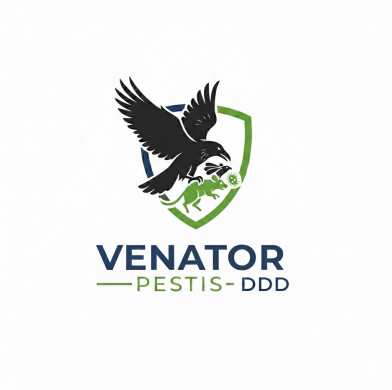 VENATOR
PESTIS- DDD